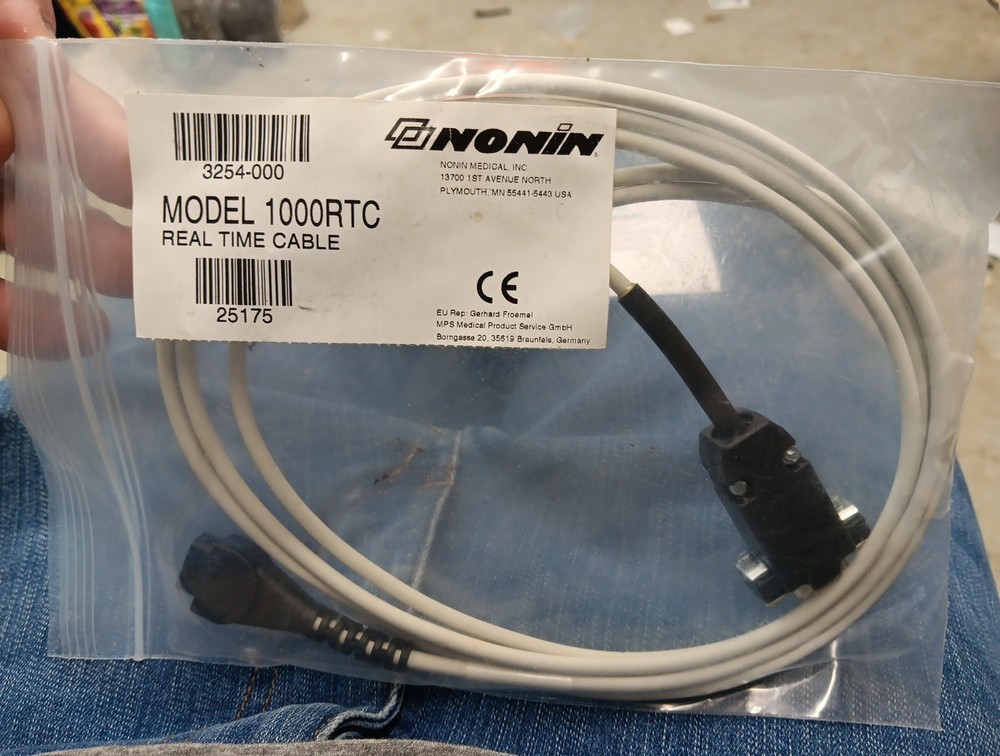 3254-000
NONIN
NONIN MEDICAL, INC
13700 1ST AVENUE NORTH
PLYMOUTH, MN 55441-5443 USA
MODEL 1000RTC
REAL TIME CABLE
25175
CE
EU Rep: Gerhard Froemel
MPS Medical Product Service GmbH
Borngasse 20, 35619 Braunfels, Germany